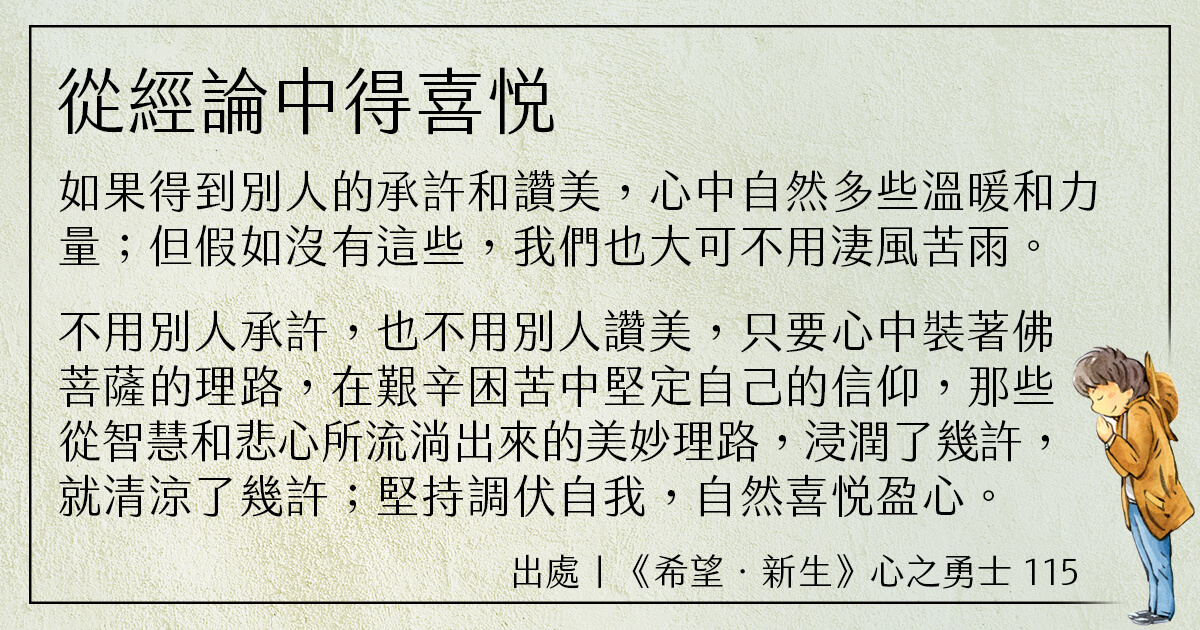 從經論中得喜悦
如果得到別人的承許和讚美，心中自然多些溫暖和力
量；但假如沒有這些，我們也大可不用淒風苦雨。
不用別人承許，也不用別人讚美，只要心中裝著佛
菩薩的理路，在艱辛困苦中堅定自己的信仰，那些
從智慧和悲心所流淌出來的美妙理路，浸潤了幾許，
就清涼了幾許；堅持調伏自我，自然喜悦盈心。
出處｜《希望．新生》心之勇士 115